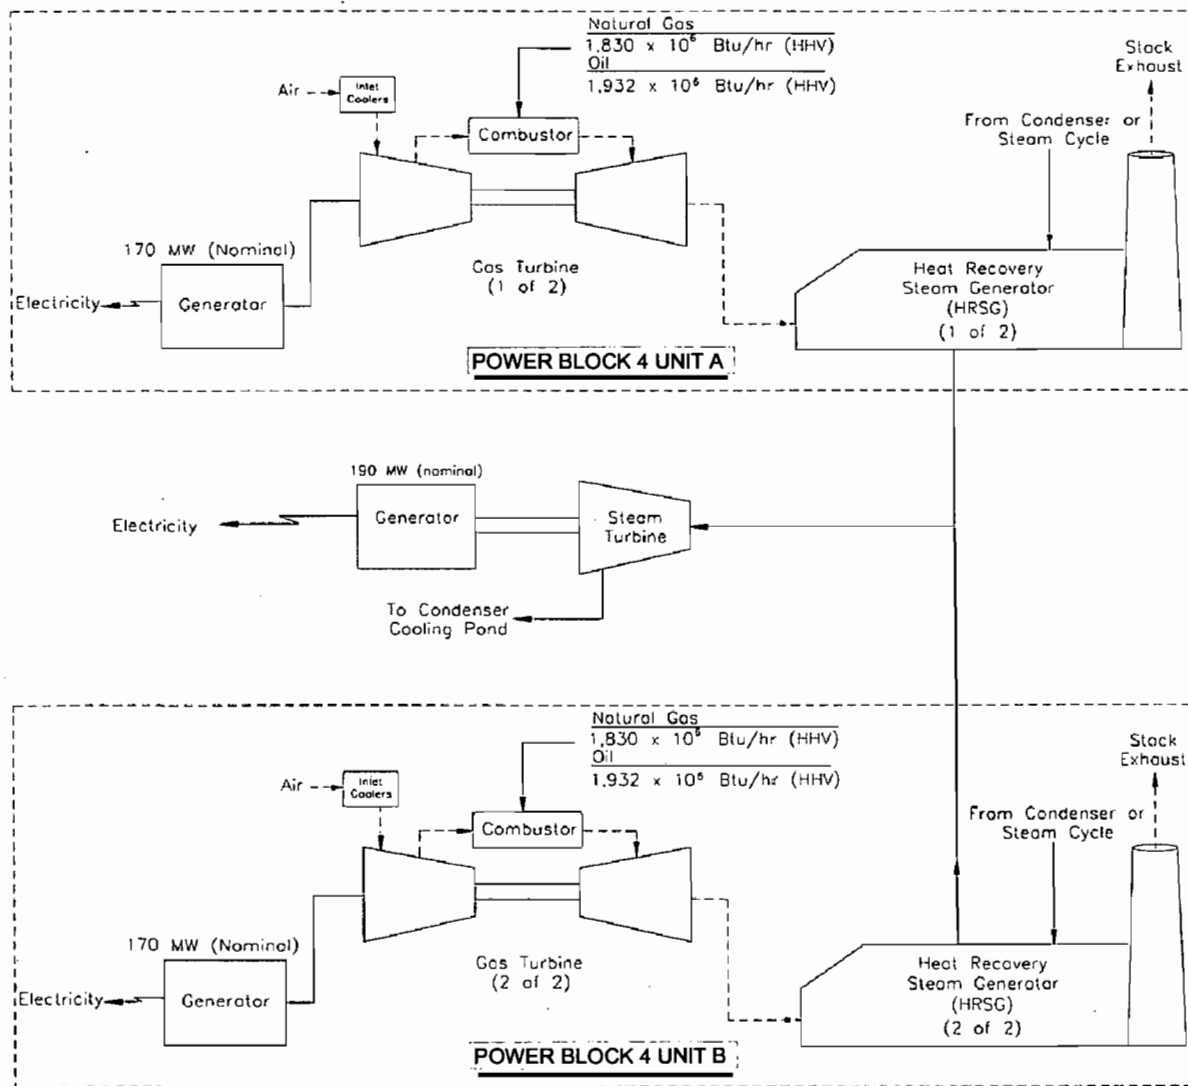 Natural Gas
1,830 x 10⁶ Btu/hr (HHV)
Oil
1,932 x 10⁶ Btu/hr (HHV)
Stack
Exhaust
Air
Inlet
Coolers
Combustor
From Condenser or
Steam Cycle
170 MW (Nominal)
Electricity
Generator
Gas Turbine
(1 of 2)
Heat Recovery
Steam Generator
(HRSG)
(1 of 2)
POWER BLOCK 4 UNIT A
190 MW (nominal)
Electricity
Generator
Steam
Turbine
To Condenser
Cooling Pond
Natural Gas
1,830 x 10⁶ Btu/hr (HHV)
Oil
1,932 x 10⁶ Btu/hr (HHV)
Stack
Exhaust
Air
Inlet
Coolers
Combustor
From Condenser or
Steam Cycle
170 MW (Nominal)
Electricity
Generator
Gas Turbine
(2 of 2)
Heat Recovery
Steam Generator
(HRSG)
(2 of 2)
POWER BLOCK 4 UNIT B